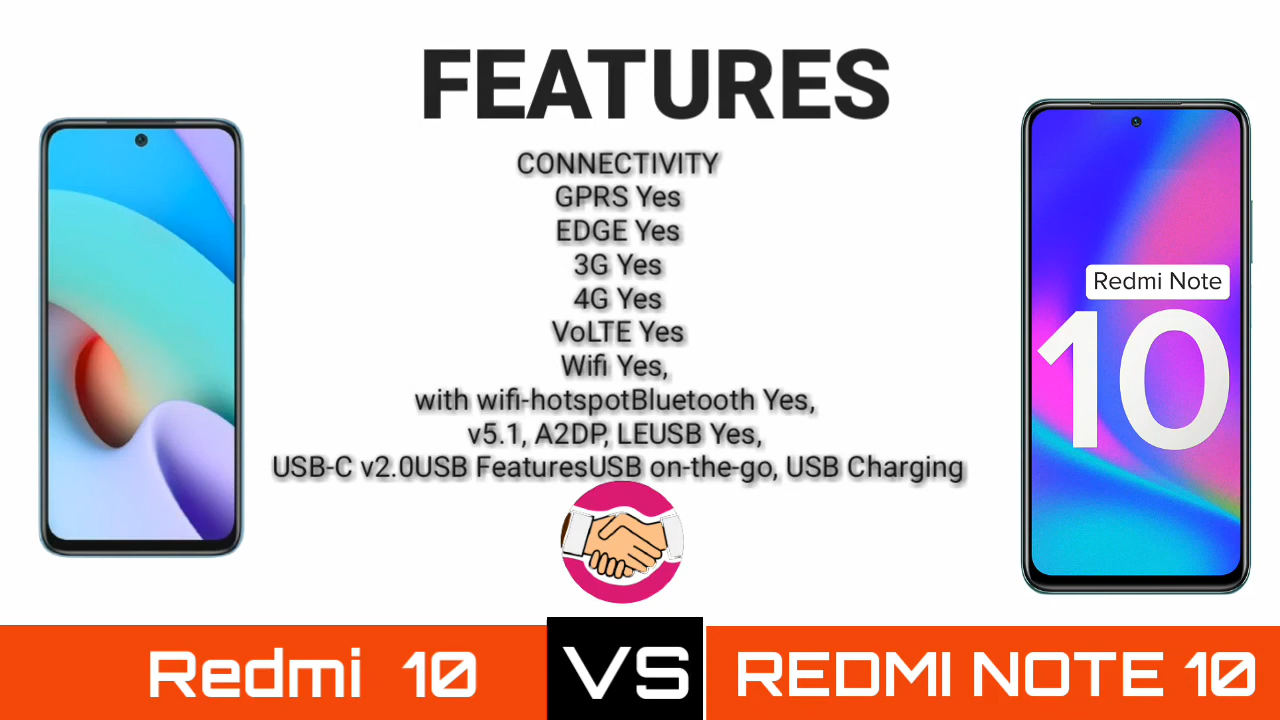 FEATURES
CONNECTIVITY
GPRS Yes
EDGE Yes
3G Yes
4G Yes
VoLTE Yes
Wifi Yes,
with wifi-hotspotBluetooth Yes,
v5.1, A2DP, LEUSB Yes,
USB-C v2.0USB FeaturesUSB on-the-go, USB Charging
Redmi Note
10
Redmi 10
VS
REDMI NOTE 10